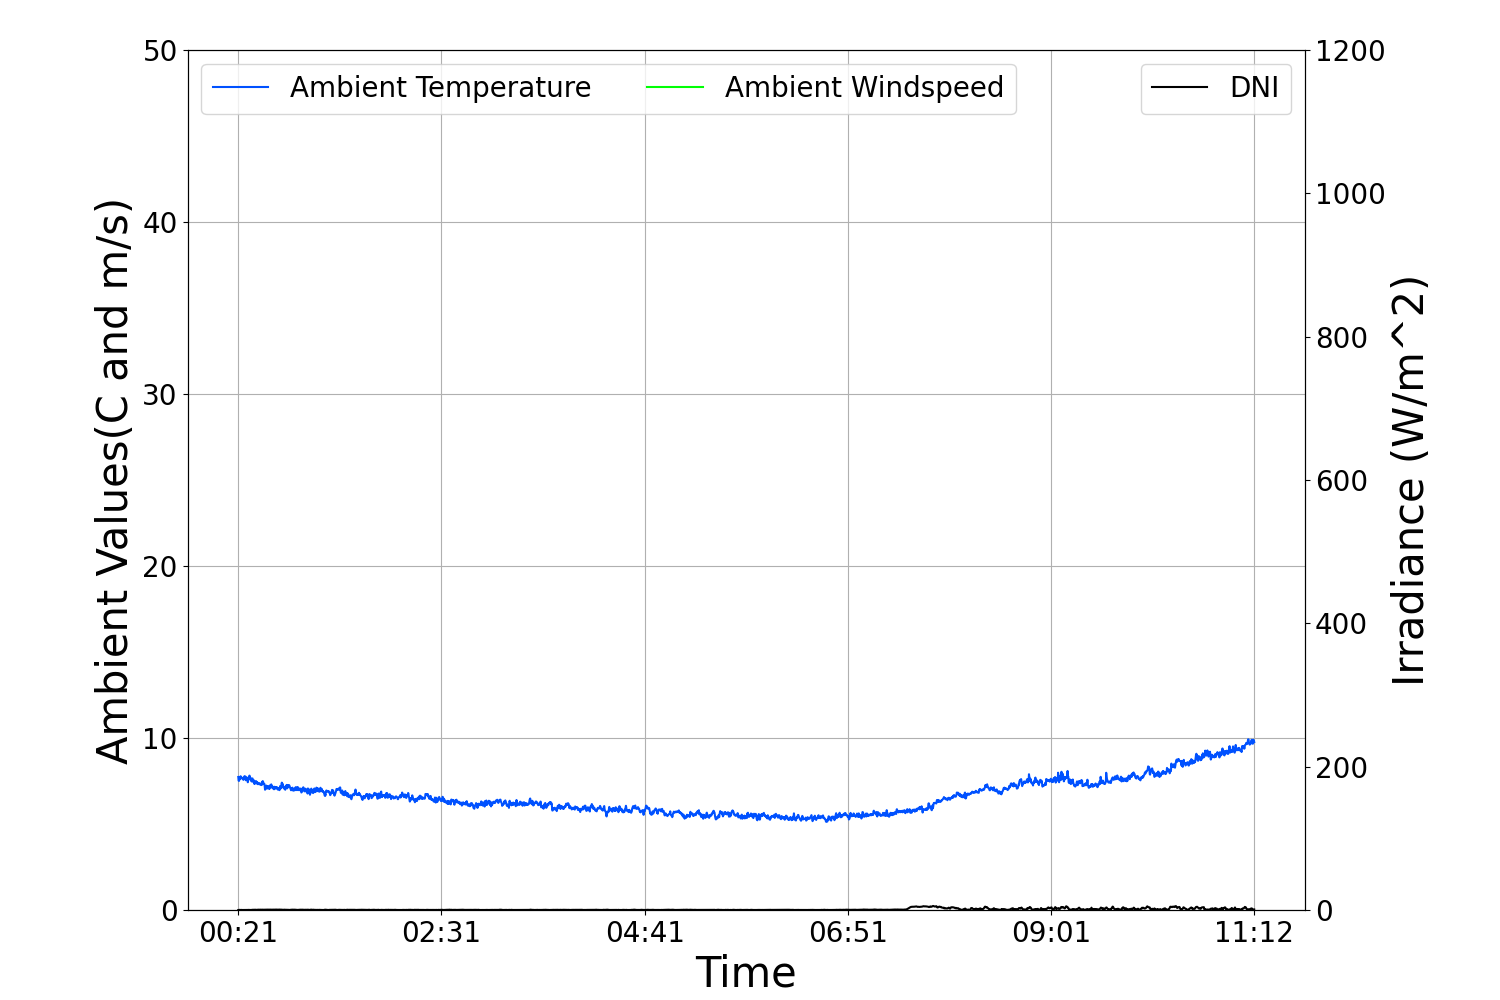 Ambient Temperature Ambient Windspeed DNI
Ambient Values(C and m/s)
50
40
30
20
10
0
1200
1000
800
600
400
200
0
Irradiance (W/m^2)
00:21 02:31 04:41 06:51 09:01 11:12
Time